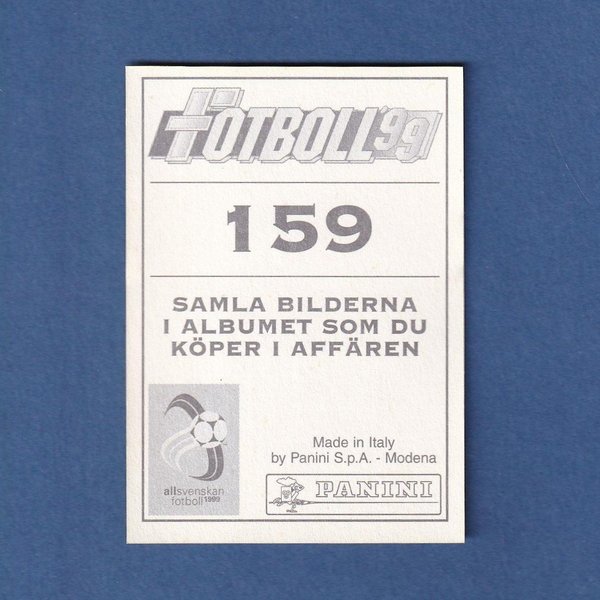 FOTBOLL'99
159
SAMLA BILDERNA
I ALBUMET SOM DU
KÖPER I AFFÄREN
allsvenskan
fotboll 1999
Made in Italy
by Panini S.p.A. - Modena
PANINI